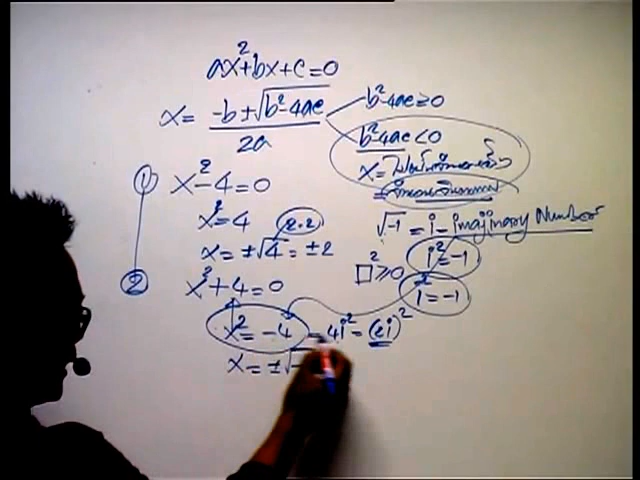 ax²+bx+c=0
x = (-b ± √(b²-4ac)) / 2a
b²-4ac ≥ 0
b²-4ac < 0
x =
① x²-4=0
x²=4 (2·2)
x = ±√4 = ±2
√-1 = i = imajinary Number
i² = -1
□² ≥ 0
i² = -1
② x²+4=0
x² = -4 = 4i² = (2i)²
x = ±√-